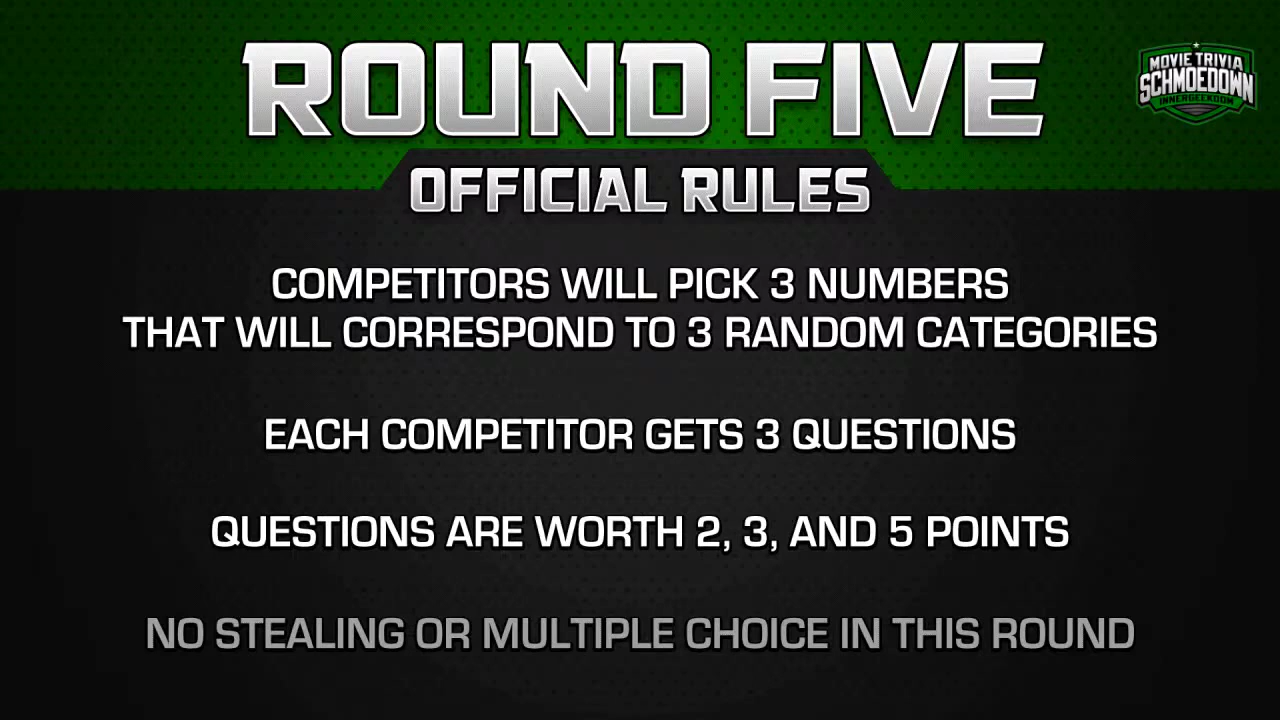 ROUND FIVE
MOVIE TRIVIA
SCHMOEDOWN
INNERGEEKDOM
OFFICIAL RULES
COMPETITORS WILL PICK 3 NUMBERS
THAT WILL CORRESPOND TO 3 RANDOM CATEGORIES
EACH COMPETITOR GETS 3 QUESTIONS
QUESTIONS ARE WORTH 2, 3, AND 5 POINTS
NO STEALING OR MULTIPLE CHOICE IN THIS ROUND